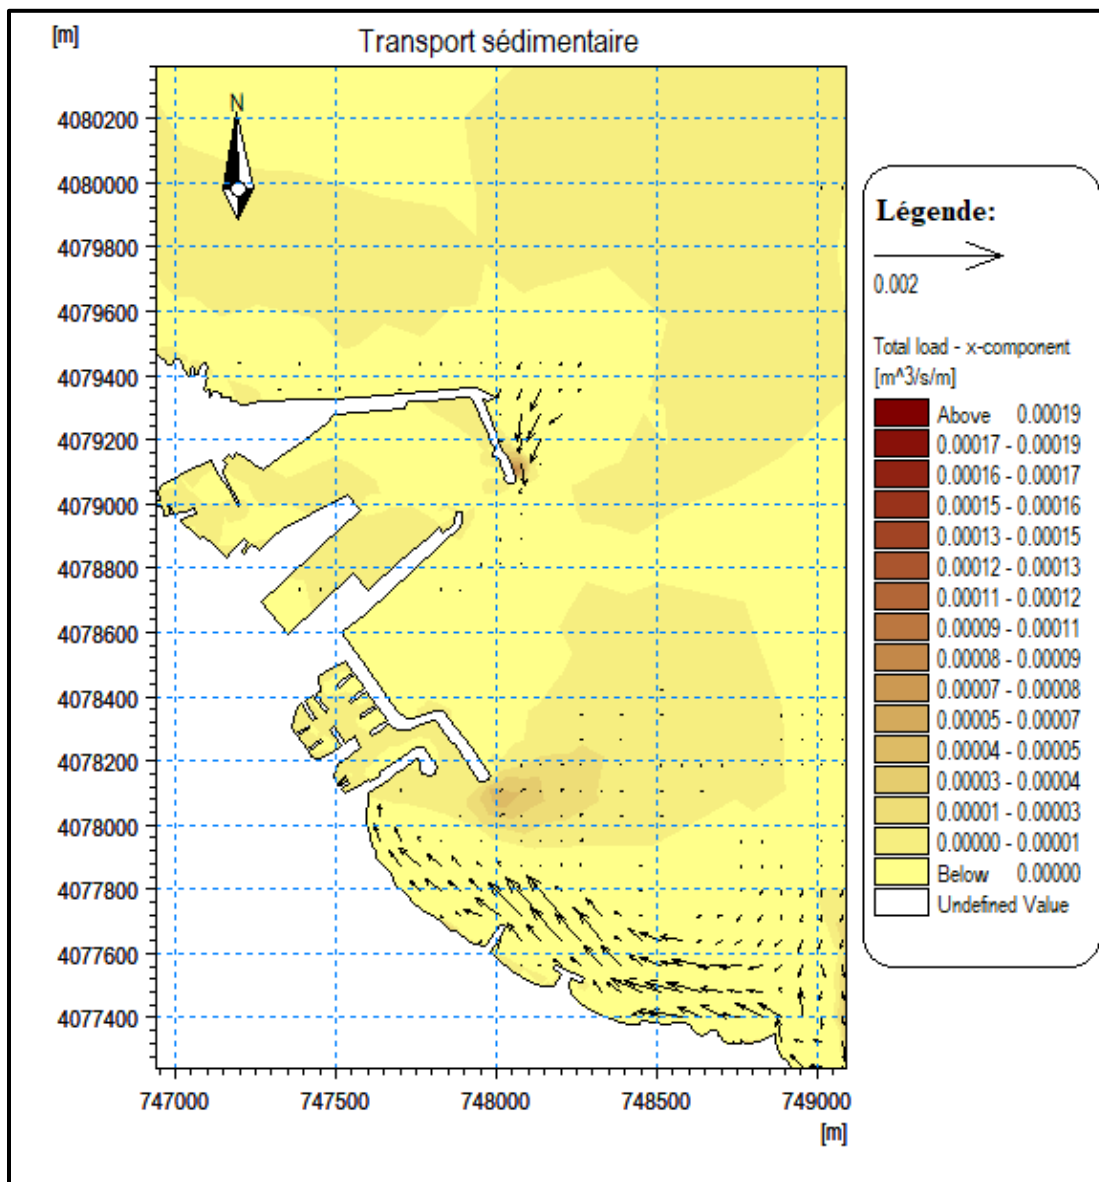 [m]
Transport sédimentaire
N
4080200
4080000
4079800
4079600
4079400
4079200
4079000
4078800
4078600
4078400
4078200
4078000
4077800
4077600
4077400
747000 747500 748000 748500 749000
[m]
Légende:
0.002
Total load - x-component
[m^3/s/m]
Above 0.00019
0.00017 - 0.00019
0.00016 - 0.00017
0.00015 - 0.00016
0.00013 - 0.00015
0.00012 - 0.00013
0.00011 - 0.00012
0.00009 - 0.00011
0.00008 - 0.00009
0.00007 - 0.00008
0.00005 - 0.00007
0.00004 - 0.00005
0.00003 - 0.00004
0.00001 - 0.00003
0.00000 - 0.00001
Below 0.00000
Undefined Value